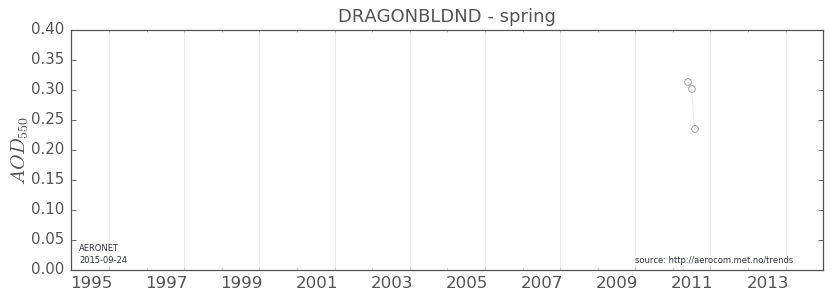 DRAGONBLDND - spring
0.40
0.35
0.30
0.25
0.20
0.15
0.10
0.05
0.00
AOD550
AERONET
2015-09-24
source: http://aerocom.met.no/trends
1995 1997 1999 2001 2003 2005 2007 2009 2011 2013